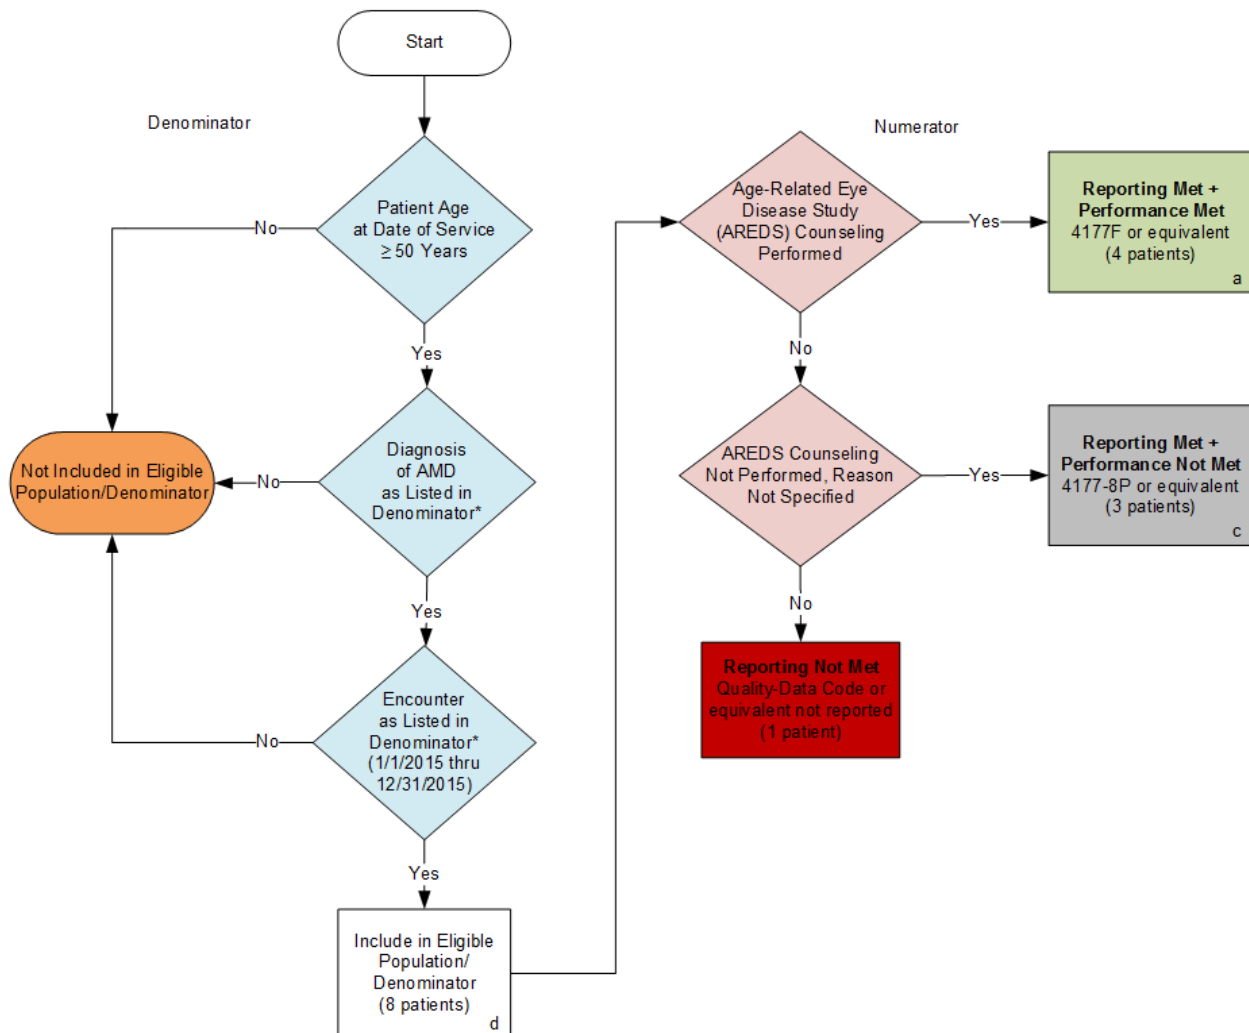 Start
Denominator
Patient Age
at Date of Service
≥ 50 Years
No
Yes
Diagnosis
of AMD
as Listed in
Denominator*
No
Not Included in Eligible
Population/Denominator
Yes
Encounter
as Listed in
Denominator*
(1/1/2015 thru
12/31/2015)
No
Yes
Include in Eligible
Population/
Denominator
(8 patients)
d
Numerator
Age-Related Eye
Disease Study
(AREDS) Counseling
Performed
Yes
Reporting Met +
Performance Met
4177F or equivalent
(4 patients)
a
No
AREDS Counseling
Not Performed, Reason
Not Specified
Yes
Reporting Met +
Performance Not Met
4177-8P or equivalent
(3 patients)
c
No
Reporting Not Met
Quality-Data Code or
equivalent not reported
(1 patient)